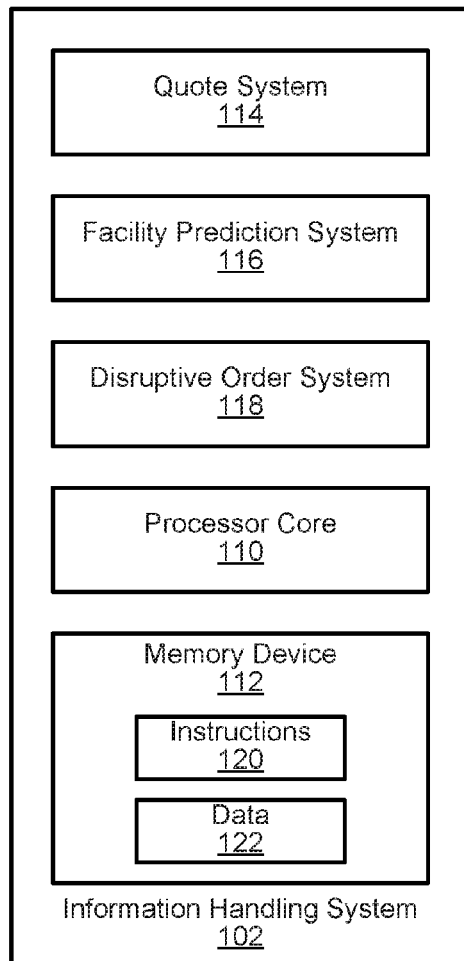 Quote System
114
Facility Prediction System
116
Disruptive Order System
118
Processor Core
110
Memory Device
112
Instructions
120
Data
122
Information Handling System
102